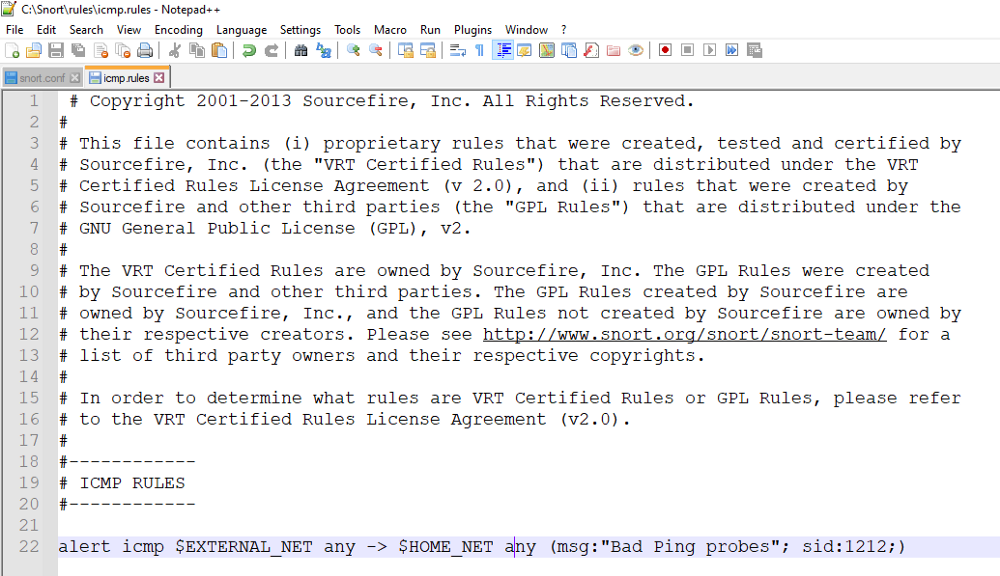 C:\Snort\rules\icmp.rules - Notepad++
File Edit Search View Encoding Language Settings Tools Macro Run Plugins Window ?
snort.conf icmp.rules
1 # Copyright 2001-2013 Sourcefire, Inc. All Rights Reserved.
2 #
3 # This file contains (i) proprietary rules that were created, tested and certified by
4 # Sourcefire, Inc. (the "VRT Certified Rules") that are distributed under the VRT
5 # Certified Rules License Agreement (v 2.0), and (ii) rules that were created by
6 # Sourcefire and other third parties (the "GPL Rules") that are distributed under the
7 # GNU General Public License (GPL), v2.
8 #
9 # The VRT Certified Rules are owned by Sourcefire, Inc. The GPL Rules were created
10 # by Sourcefire and other third parties. The GPL Rules created by Sourcefire are
11 # owned by Sourcefire, Inc., and the GPL Rules not created by Sourcefire are owned by
12 # their respective creators. Please see http://www.snort.org/snort/snort-team/ for a
13 # list of third party owners and their respective copyrights.
14 #
15 # In order to determine what rules are VRT Certified Rules or GPL Rules, please refer
16 # to the VRT Certified Rules License Agreement (v2.0).
17 #
18 #------------
19 # ICMP RULES
20 #------------
21
22 alert icmp $EXTERNAL_NET any -> $HOME_NET any (msg:"Bad Ping probes"; sid:1212;)